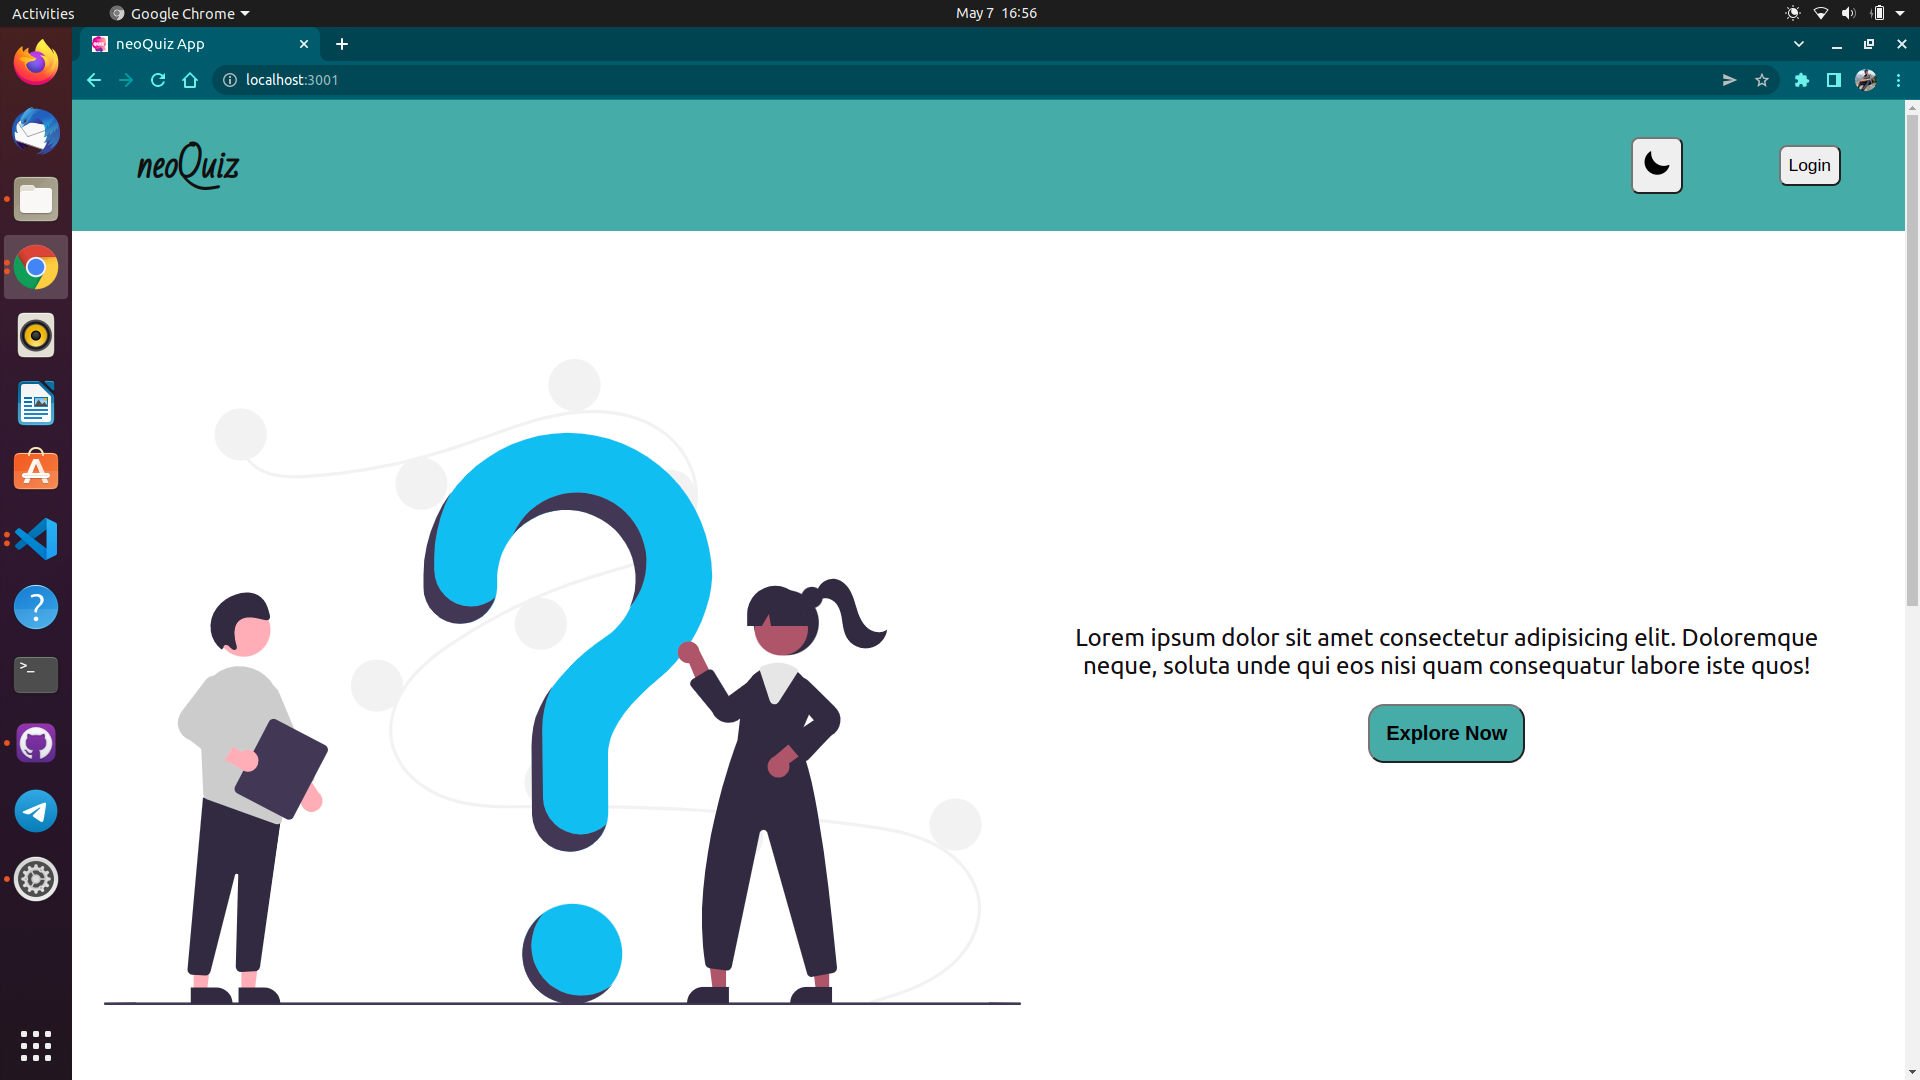 Activities
Google Chrome
May 7 16:56
neoQuiz App
localhost:3001
neoQuiz
Login
Lorem ipsum dolor sit amet consectetur adipisicing elit. Doloremque
neque, soluta unde qui eos nisi quam consequatur labore iste quos!
Explore Now